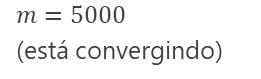 𝑚 = 5000
(está convergindo)